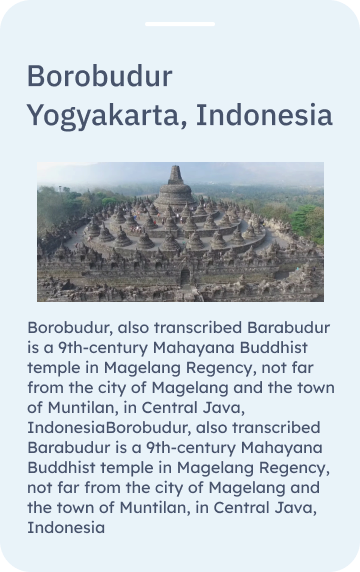 Borobudur
Yogyakarta, Indonesia
Borobudur, also transcribed Barabudur
is a 9th-century Mahayana Buddhist
temple in Magelang Regency, not far
from the city of Magelang and the town
of Muntilan, in Central Java,
IndonesiaBorobudur, also transcribed
Barabudur is a 9th-century Mahayana
Buddhist temple in Magelang Regency,
not far from the city of Magelang and
the town of Muntilan, in Central Java,
Indonesia